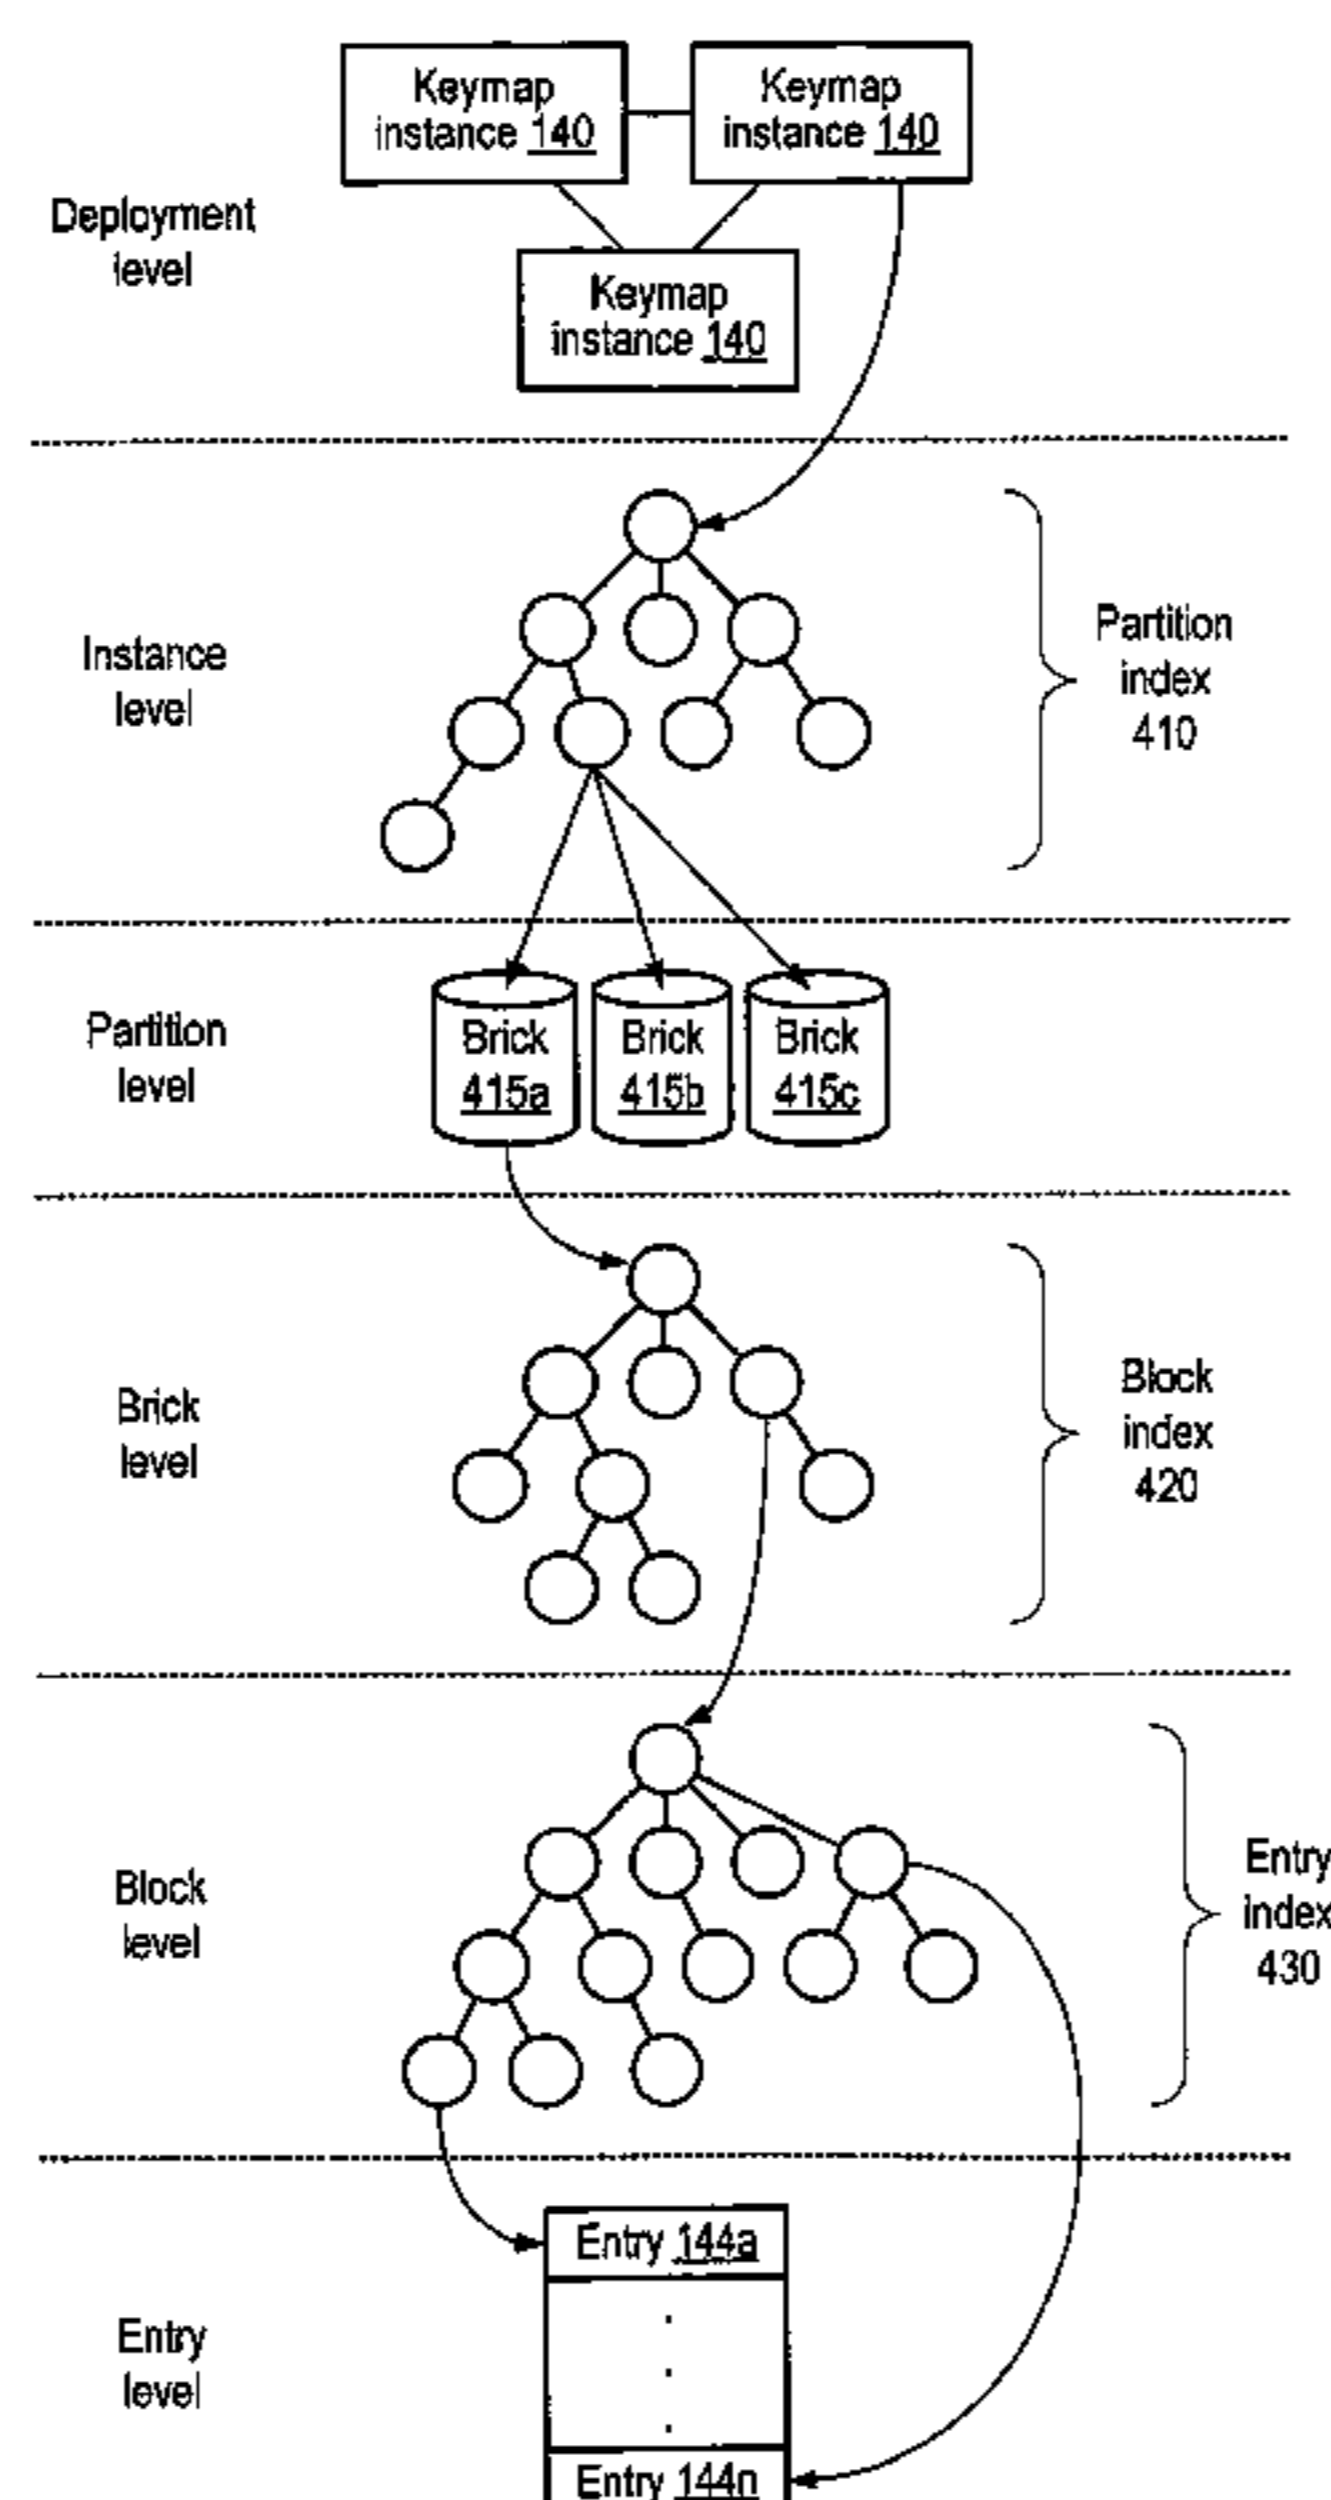 Keymap
instance 140
Keymap
instance 140
Deployment
level
Keymap
instance 140
Instance
level
Partition
index
410
Partition
level
Brick
415a
Brick
415b
Brick
415c
Brick
level
Block
index
420
Block
level
Entry
index
430
Entry 144a
.
.
.
Entry
level
Entry 144n